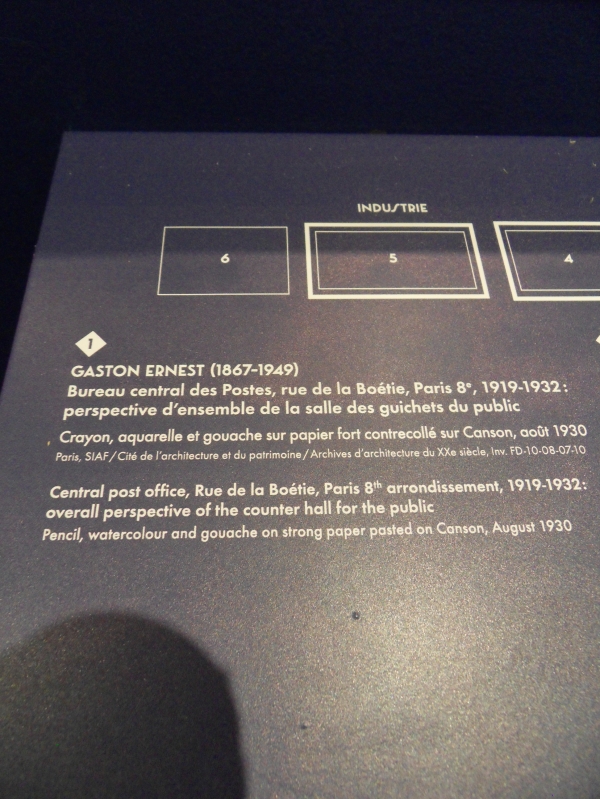 INDUSTRIE
6 5 4
1
GASTON ERNEST (1867-1949)
Bureau central des Postes, rue de la Boétie, Paris 8e, 1919-1932 :
perspective d'ensemble de la salle des guichets du public
Crayon, aquarelle et gouache sur papier fort contrecollé sur Canson, août 1930
Paris, SIAF / Cité de l'architecture et du patrimoine / Archives d'architecture du XXe siècle, Inv. FD-10-08-07-10
Central post office, Rue de la Boétie, Paris 8th arrondissement, 1919-1932:
overall perspective of the counter hall for the public
Pencil, watercolour and gouache on strong paper pasted on Canson, August 1930